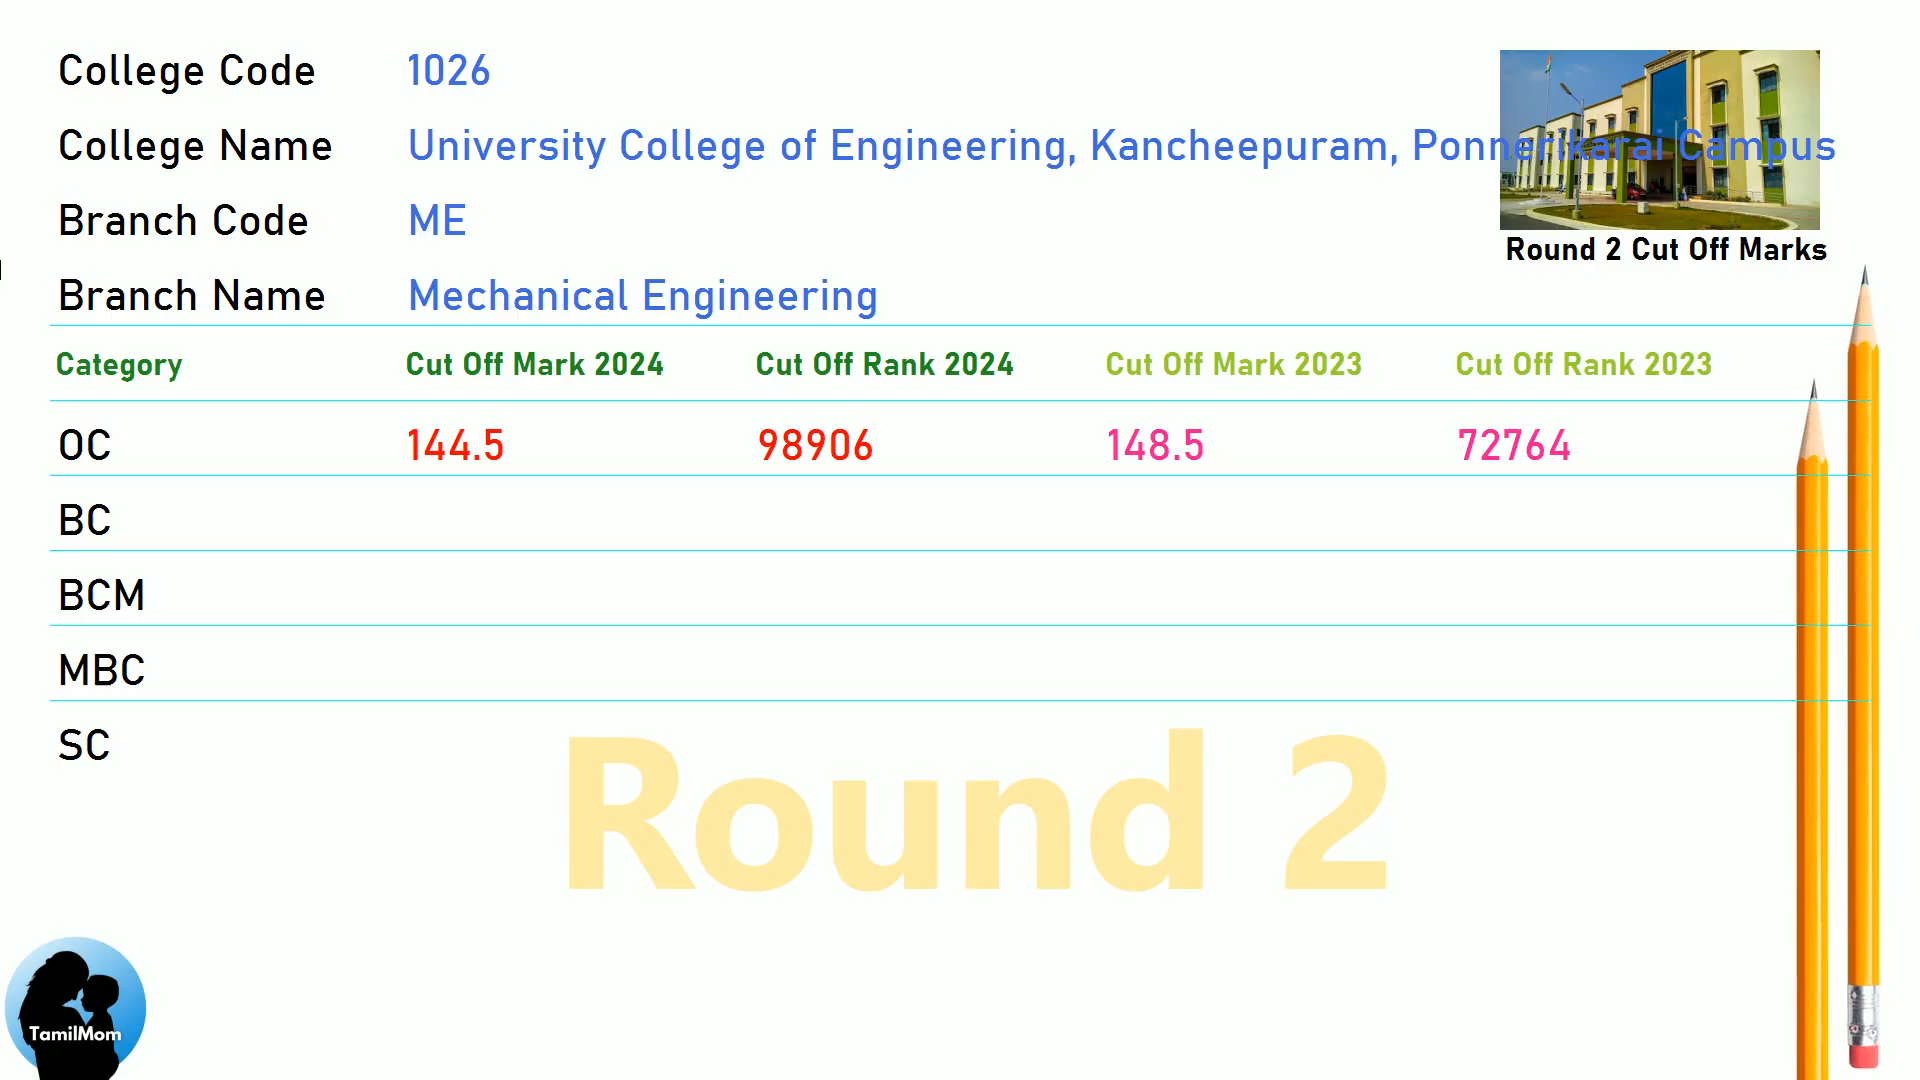 College Code 1026
College Name University College of Engineering, Kancheepuram, Ponnerikarai Campus
Branch Code ME
Round 2 Cut Off Marks
Branch Name Mechanical Engineering
Category Cut Off Mark 2024 Cut Off Rank 2024 Cut Off Mark 2023 Cut Off Rank 2023
OC 144.5 98906 148.5 72764
BC
BCM
MBC
SC
Round 2
TamilMom